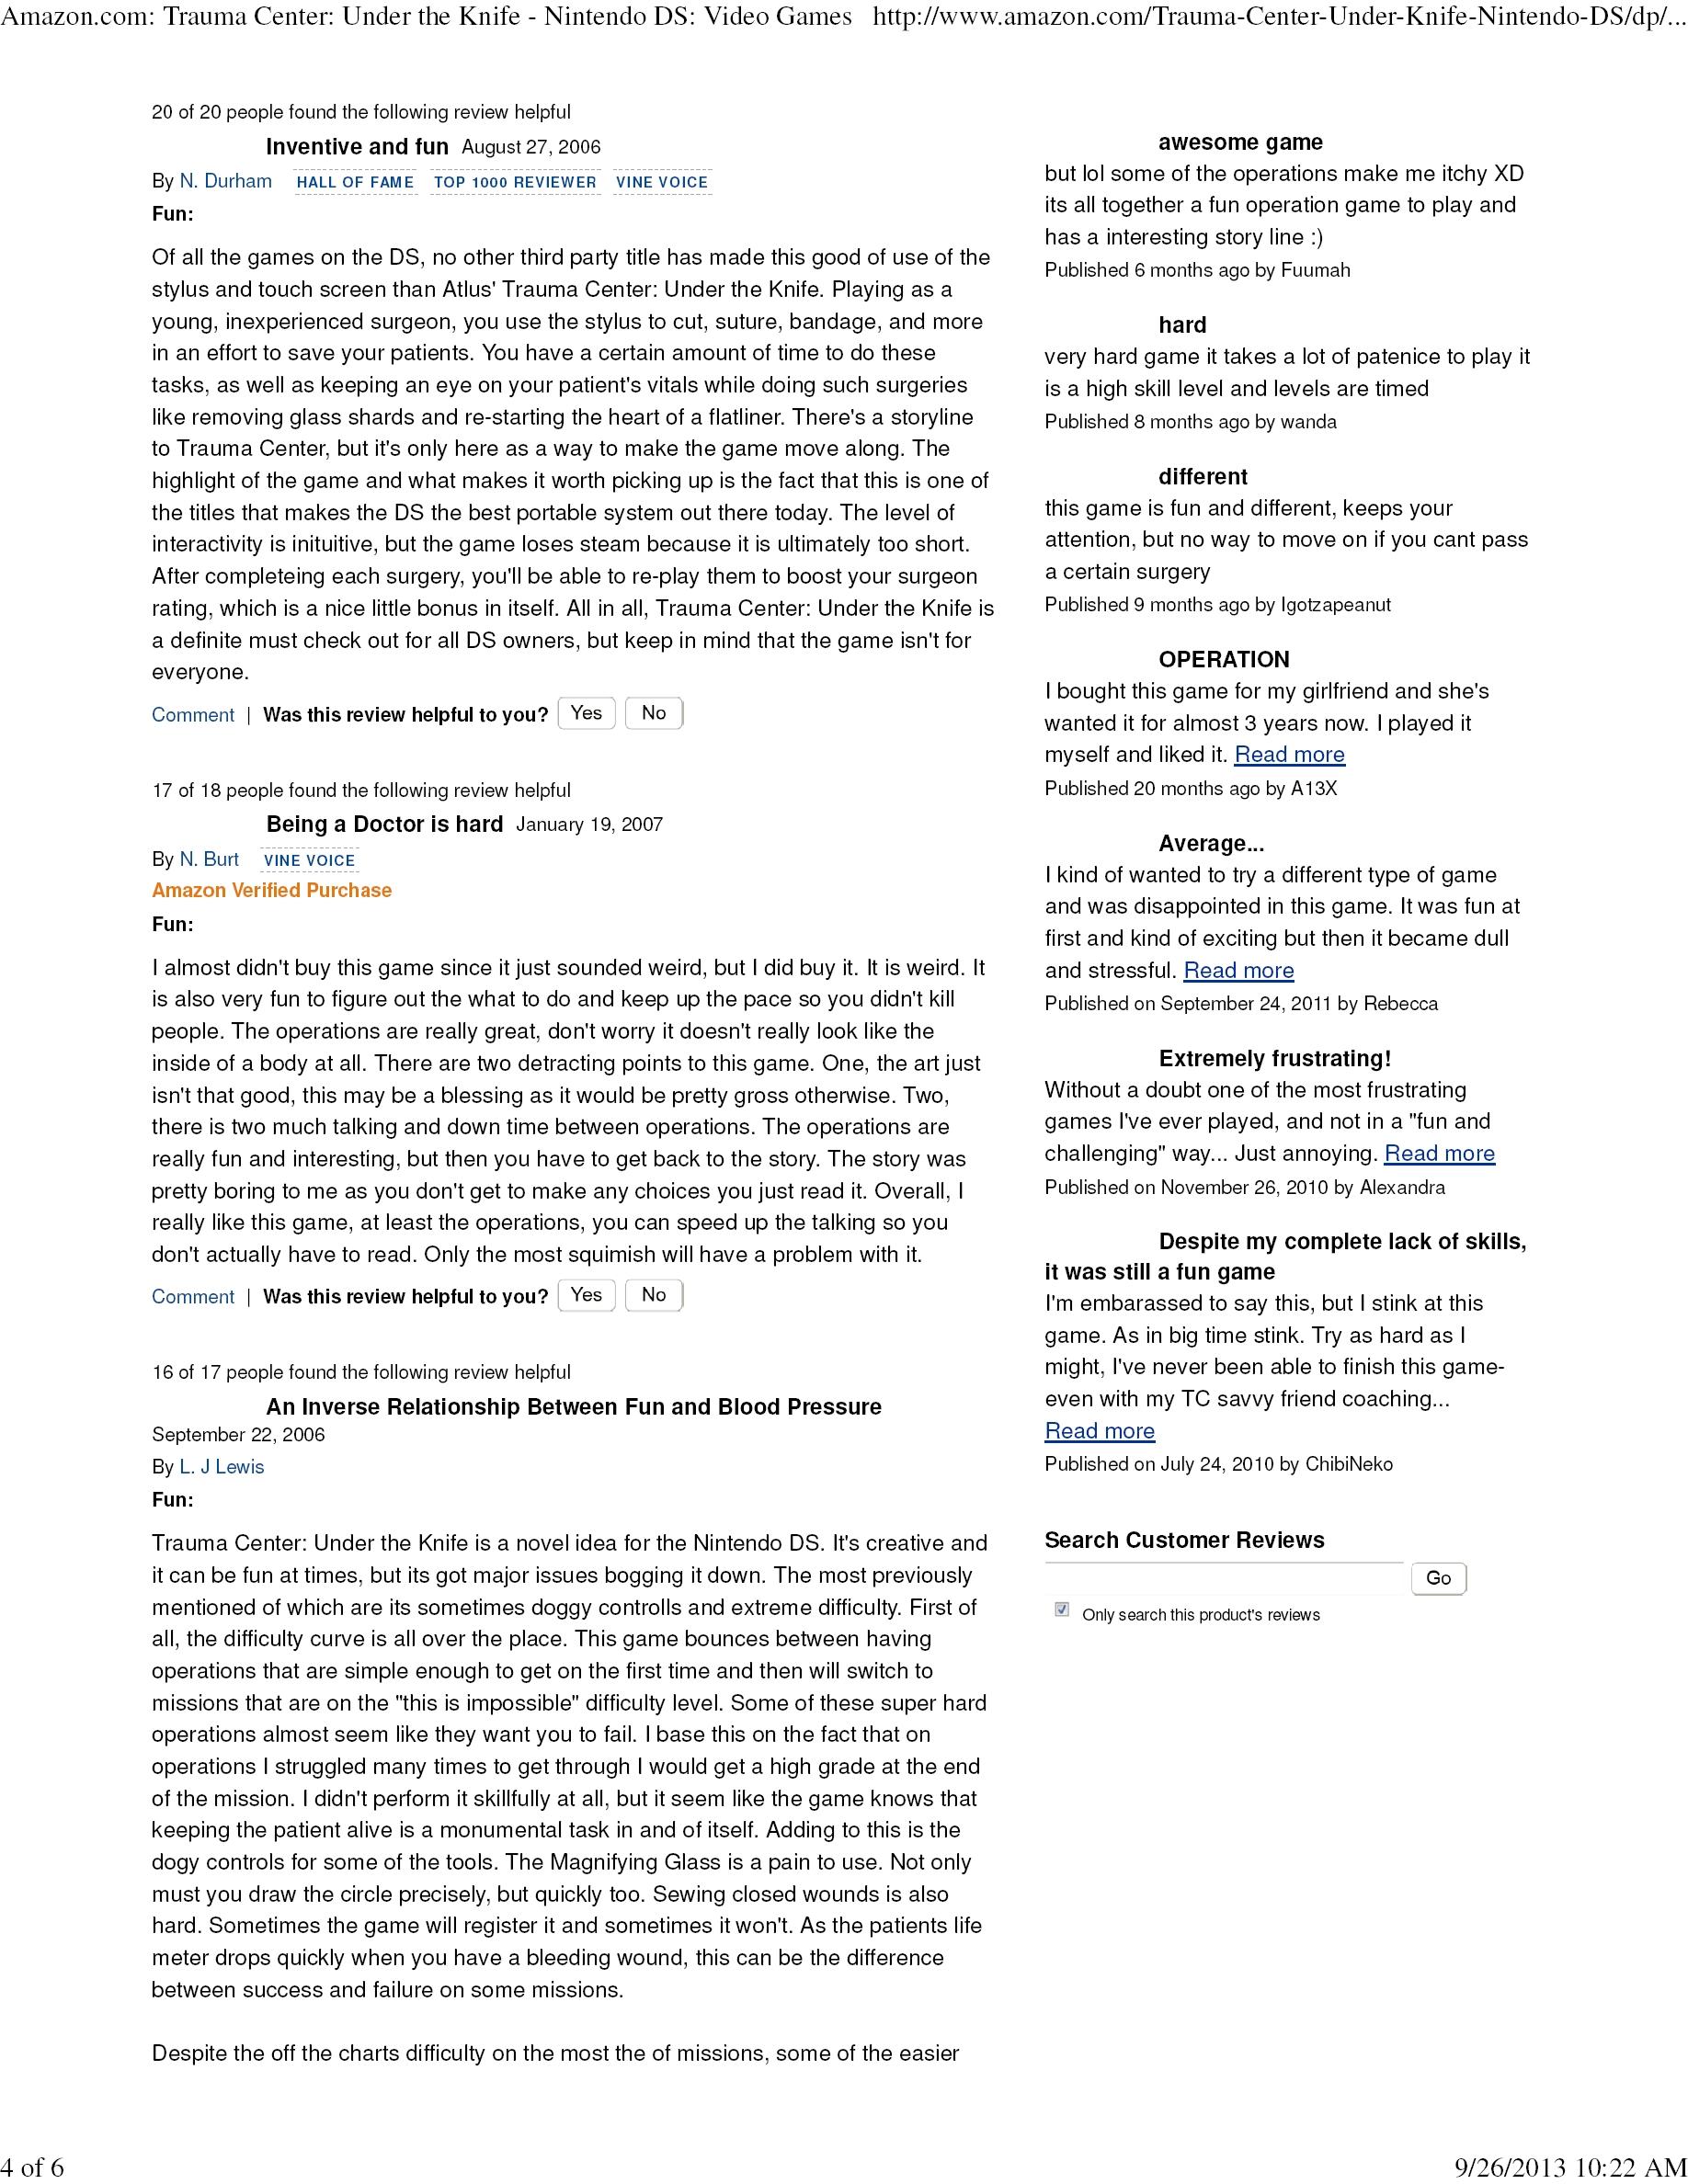 Amazon.com: Trauma Center: Under the Knife - Nintendo DS: Video Games http://www.amazon.com/Trauma-Center-Under-Knife-Nintendo-DS/dp/...
20 of 20 people found the following review helpful
Inventive and fun August 27, 2006
By N. Durham HALL OF FAME TOP 1000 REVIEWER VINE VOICE
Fun:
Of all the games on the DS, no other third party title has made this good of use of the
stylus and touch screen than Atlus' Trauma Center: Under the Knife. Playing as a
young, inexperienced surgeon, you use the stylus to cut, suture, bandage, and more
in an effort to save your patients. You have a certain amount of time to do these
tasks, as well as keeping an eye on your patient's vitals while doing such surgeries
like removing glass shards and re-starting the heart of a flatliner. There's a storyline
to Trauma Center, but it's only here as a way to make the game move along. The
highlight of the game and what makes it worth picking up is the fact that this is one of
the titles that makes the DS the best portable system out there today. The level of
interactivity is inituitive, but the game loses steam because it is ultimately too short.
After completeing each surgery, you'll be able to re-play them to boost your surgeon
rating, which is a nice little bonus in itself. All in all, Trauma Center: Under the Knife is
a definite must check out for all DS owners, but keep in mind that the game isn't for
everyone.
Comment | Was this review helpful to you? Yes No
17 of 18 people found the following review helpful
Being a Doctor is hard January 19, 2007
By N. Burt VINE VOICE
Amazon Verified Purchase
Fun:
I almost didn't buy this game since it just sounded weird, but I did buy it. It is weird. It
is also very fun to figure out the what to do and keep up the pace so you didn't kill
people. The operations are really great, don't worry it doesn't really look like the
inside of a body at all. There are two detracting points to this game. One, the art just
isn't that good, this may be a blessing as it would be pretty gross otherwise. Two,
there is two much talking and down time between operations. The operations are
really fun and interesting, but then you have to get back to the story. The story was
pretty boring to me as you don't get to make any choices you just read it. Overall, I
really like this game, at least the operations, you can speed up the talking so you
don't actually have to read. Only the most squimish will have a problem with it.
Comment | Was this review helpful to you? Yes No
16 of 17 people found the following review helpful
An Inverse Relationship Between Fun and Blood Pressure
September 22, 2006
By L. J Lewis
Fun:
Trauma Center: Under the Knife is a novel idea for the Nintendo DS. It's creative and
it can be fun at times, but its got major issues bogging it down. The most previously
mentioned of which are its sometimes doggy controlls and extreme difficulty. First of
all, the difficulty curve is all over the place. This game bounces between having
operations that are simple enough to get on the first time and then will switch to
missions that are on the "this is impossible" difficulty level. Some of these super hard
operations almost seem like they want you to fail. I base this on the fact that on
operations I struggled many times to get through I would get a high grade at the end
of the mission. I didn't perform it skillfully at all, but it seem like the game knows that
keeping the patient alive is a monumental task in and of itself. Adding to this is the
dogy controls for some of the tools. The Magnifying Glass is a pain to use. Not only
must you draw the circle precisely, but quickly too. Sewing closed wounds is also
hard. Sometimes the game will register it and sometimes it won't. As the patients life
meter drops quickly when you have a bleeding wound, this can be the difference
between success and failure on some missions.
Despite the off the charts difficulty on the most the of missions, some of the easier
awesome game
but lol some of the operations make me itchy XD
its all together a fun operation game to play and
has a interesting story line :)
Published 6 months ago by Fuumah
hard
very hard game it takes a lot of patenice to play it
is a high skill level and levels are timed
Published 8 months ago by wanda
different
this game is fun and different, keeps your
attention, but no way to move on if you cant pass
a certain surgery
Published 9 months ago by Igotzapeanut
OPERATION
I bought this game for my girlfriend and she's
wanted it for almost 3 years now. I played it
myself and liked it. Read more
Published 20 months ago by A13X
Average...
I kind of wanted to try a different type of game
and was disappointed in this game. It was fun at
first and kind of exciting but then it became dull
and stressful. Read more
Published on September 24, 2011 by Rebecca
Extremely frustrating!
Without a doubt one of the most frustrating
games I've ever played, and not in a "fun and
challenging" way... Just annoying. Read more
Published on November 26, 2010 by Alexandra
Despite my complete lack of skills,
it was still a fun game
I'm embarassed to say this, but I stink at this
game. As in big time stink. Try as hard as I
might, I've never been able to finish this game-
even with my TC savvy friend coaching...
Read more
Published on July 24, 2010 by ChibiNeko
Search Customer Reviews
Go
Only search this product's reviews
4 of 6
9/26/2013 10:22 AM